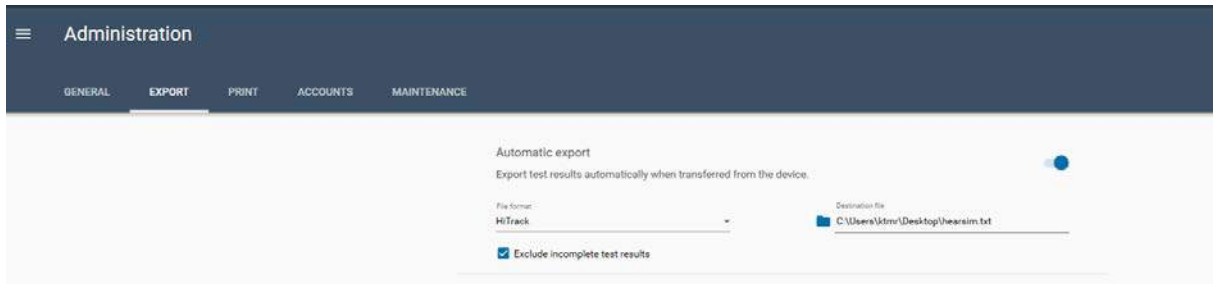 Administration
GENERAL EXPORT PRINT ACCOUNTS MAINTENANCE
Automatic export
Export test results automatically when transferred from the device.
File format Destination file
HiTrack C:\Users\ktmr\Desktop\hearsim.txt
Exclude incomplete test results